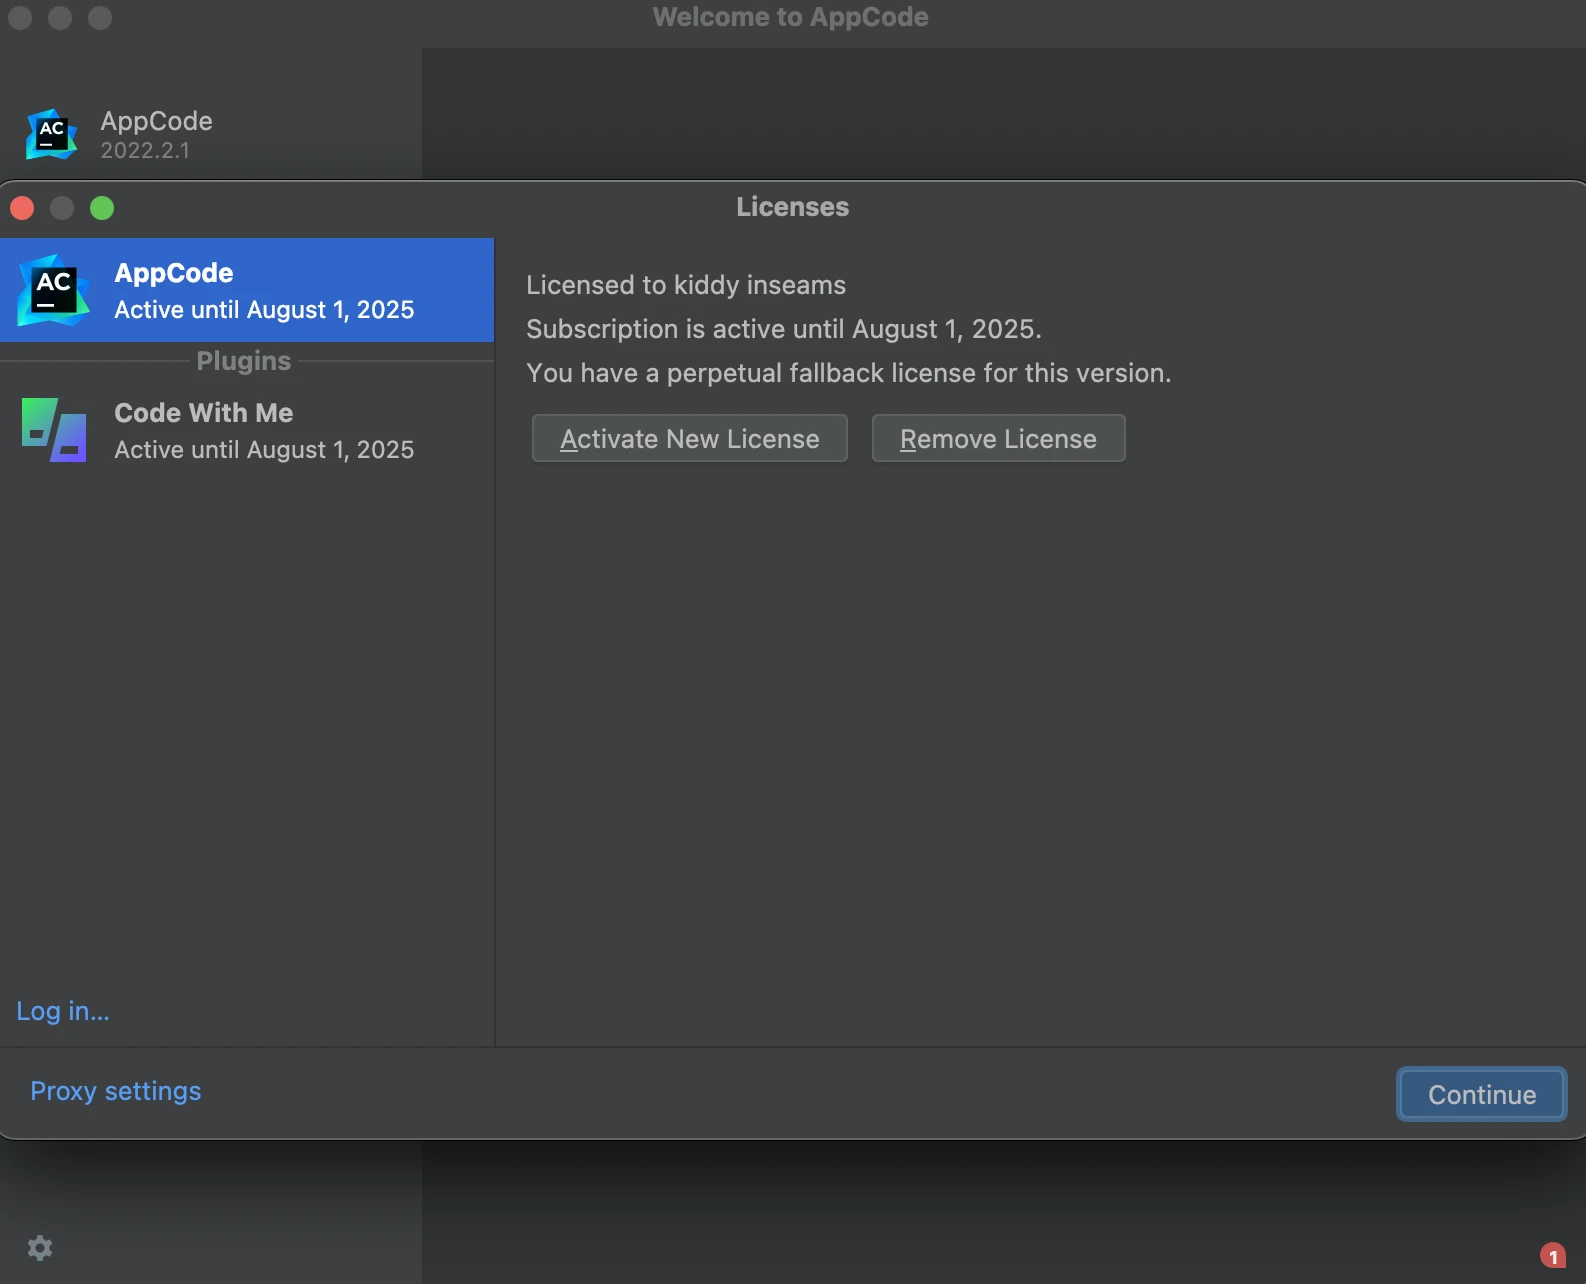 Welcome to AppCode
AC
AppCode
2022.2.1
Licenses
AC
AppCode
Active until August 1, 2025
Plugins
Code With Me
Active until August 1, 2025
Licensed to kiddy inseams
Subscription is active until August 1, 2025.
You have a perpetual fallback license for this version.
Activate New License
Remove License
Log in...
Proxy settings
Continue
1